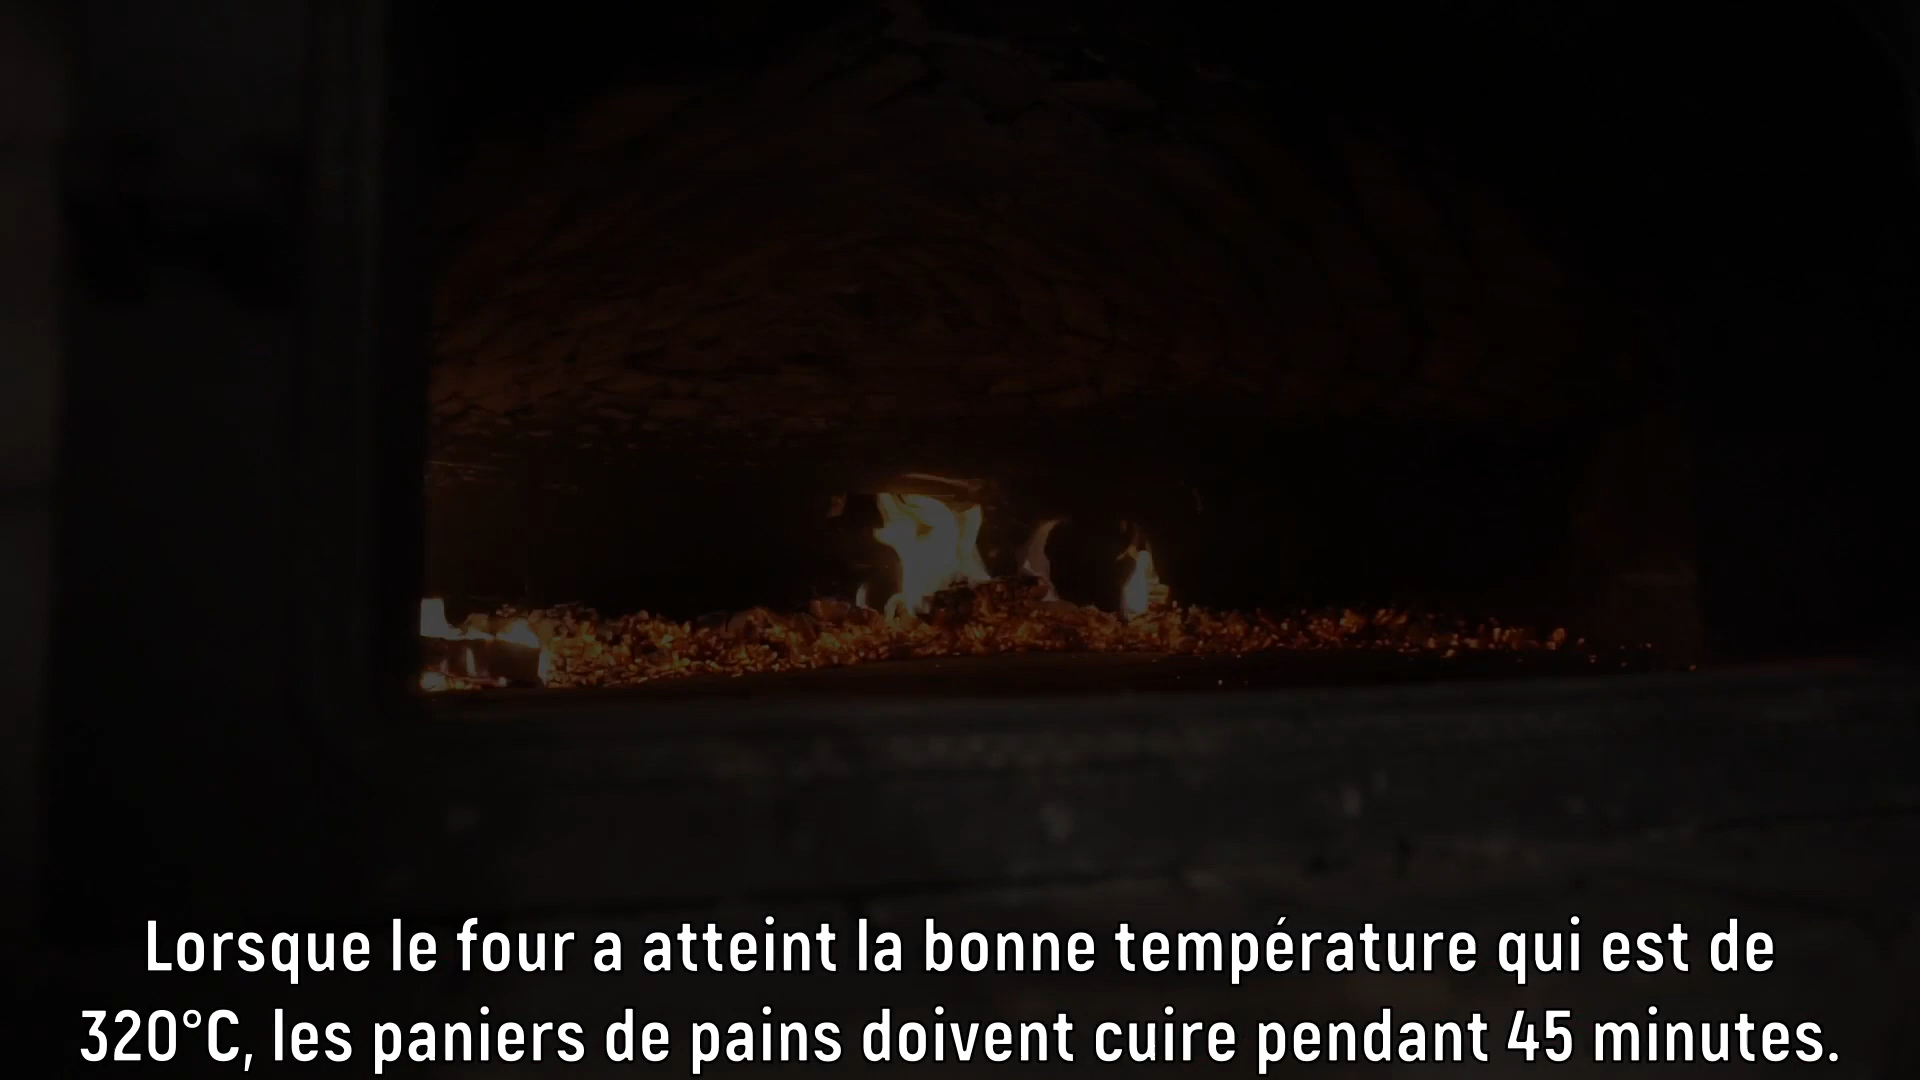 Lorsque le four a atteint la bonne température qui est de
320°C, les paniers de pains doivent cuire pendant 45 minutes.